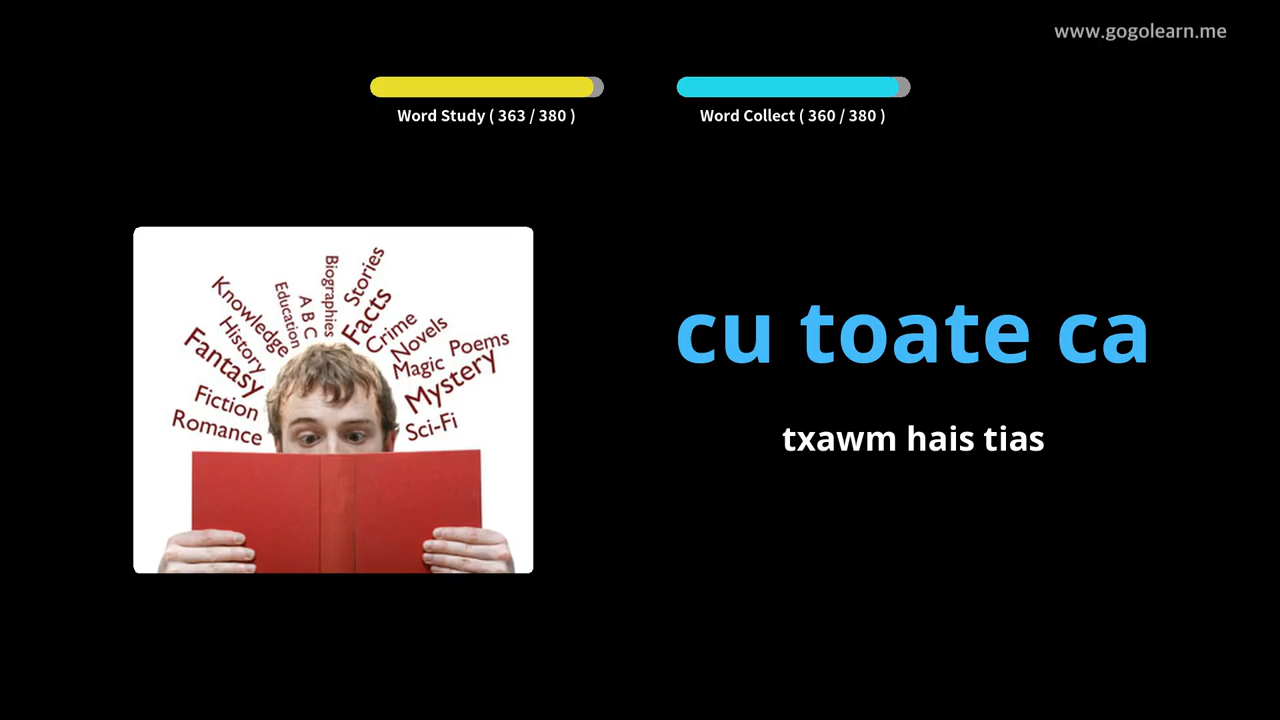 www.gogolearn.me
Word Study ( 363 / 380 )
Word Collect ( 360 / 380 )
Knowledge
Education
A B C
Biographies
Stories
Facts
History
Crime
Novels
Fantasy
Magic
Poems
Fiction
Mystery
Romance
Sci-Fi
cu toate ca
txawm hais tias